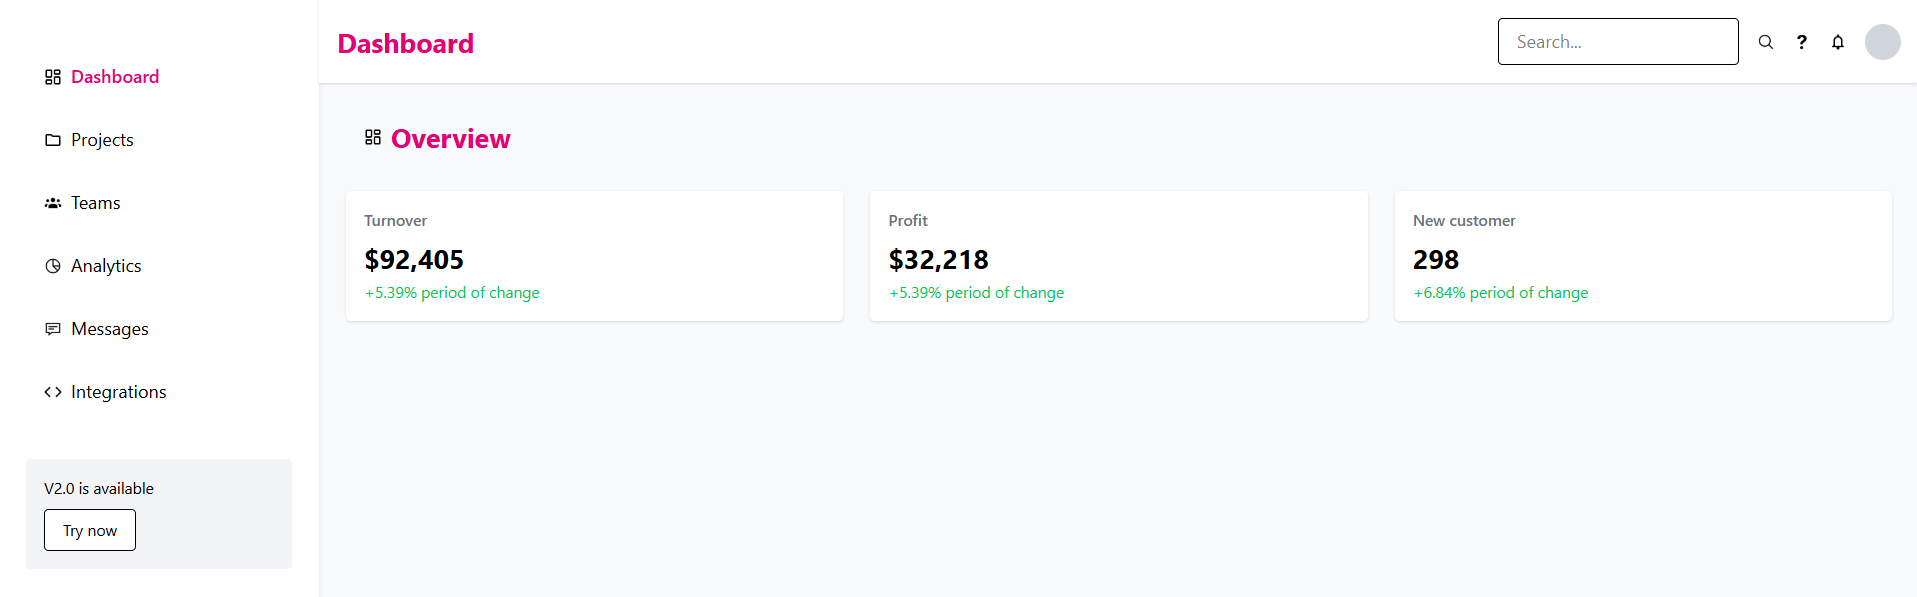 Dashboard
Projects
Teams
Analytics
Messages
Integrations
V2.0 is available
Try now
Dashboard
Search...
Overview
Turnover
$92,405
+5.39% period of change
Profit
$32,218
+5.39% period of change
New customer
298
+6.84% period of change